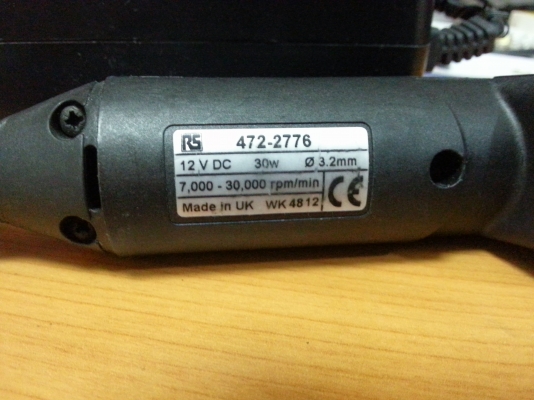 RS 472-2776
12 V DC 30w Ø 3.2mm
7,000 - 30,000 rpm/min
Made in UK WK 4812 CE